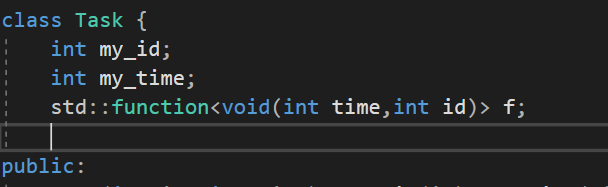 class Task {
int my_id;
int my_time;
std::function<void(int time,int id)> f;
public: